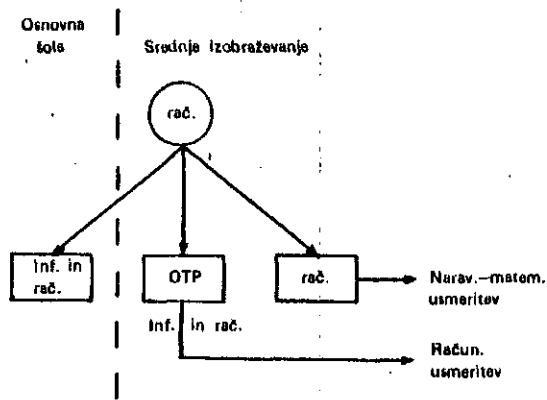 Osnovna
šola
Srednje izobraževanje
rač.
Inf. in
rač.
OTP
rač.
Narav.-matem.
usmeritev
Inf. in rač.
Račun.
usmeritev